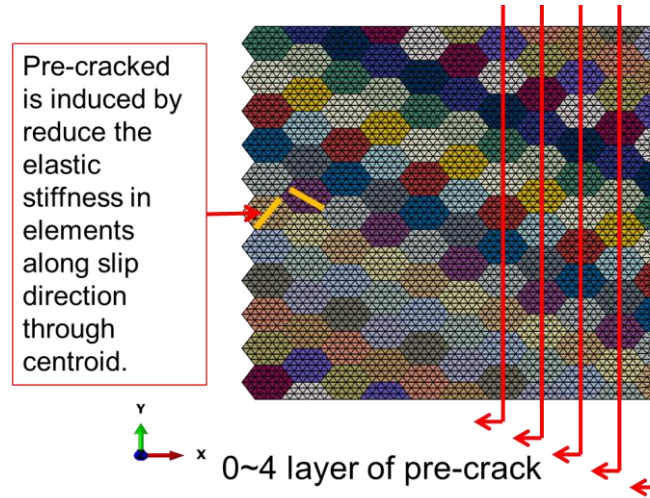 Pre-cracked
is induced by
reduce the
elastic
stiffness in
elements
along slip
direction
through
centroid.
Y
X
0~4 layer of pre-crack